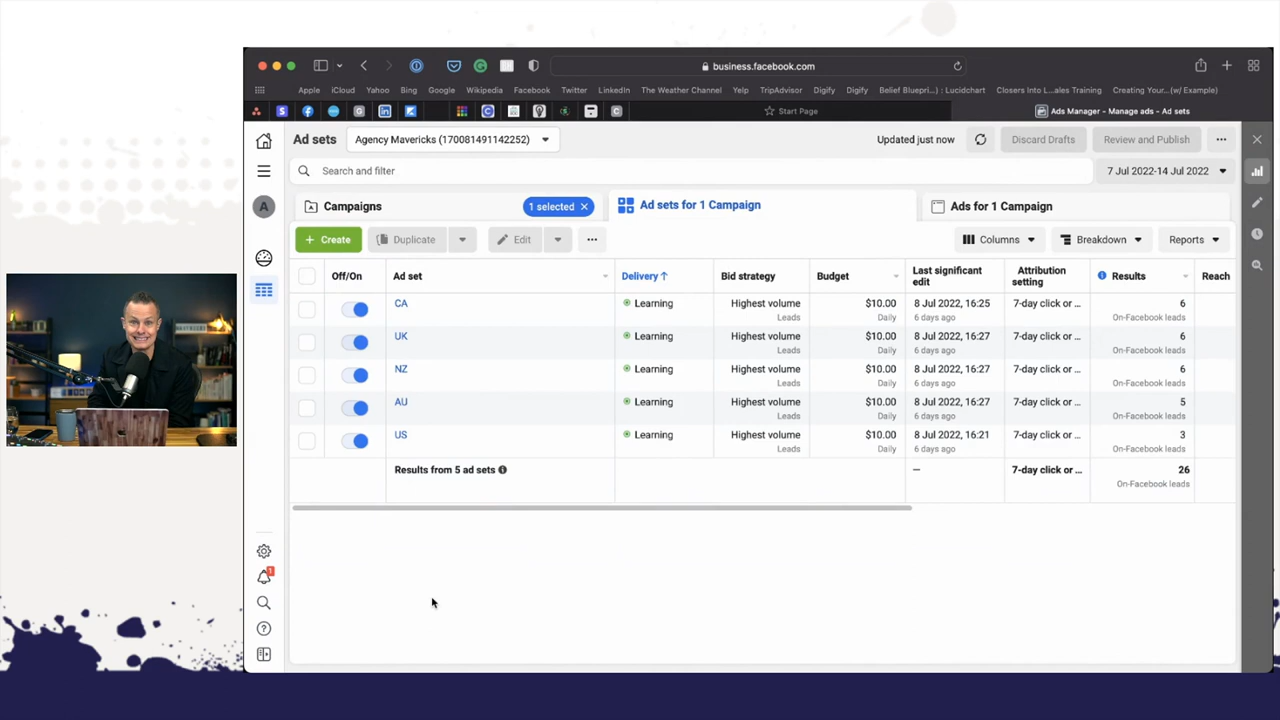 business.facebook.com
Apple iCloud Yahoo Bing Google Wikipedia Facebook Twitter LinkedIn The Weather Channel Yelp TripAdvisor Digify Digify Belief Bluepri...) : Lucidchart Closers Into L...ales Training Creating Your...(w/ Example)
Start Page Ads Manager - Manage ads - Ad sets
Ad sets Agency Mavericks (170081491142252) Updated just now Discard Drafts Review and Publish
Search and filter 7 Jul 2022-14 Jul 2022
A
Campaigns 1 selected × Ad sets for 1 Campaign Ads for 1 Campaign
+ Create Duplicate Edit ... Columns Breakdown Reports
Off/On Ad set Delivery ↑ Bid strategy Budget Last significant edit Attribution setting Results Reach
CA Learning Highest volume $10.00 8 Jul 2022, 16:25 7-day click or ... 6
Leads Daily 6 days ago On-Facebook leads
UK Learning Highest volume $10.00 8 Jul 2022, 16:27 7-day click or ... 6
Leads Daily 6 days ago On-Facebook leads
NZ Learning Highest volume $10.00 8 Jul 2022, 16:27 7-day click or ... 6
Leads Daily 6 days ago On-Facebook leads
AU Learning Highest volume $10.00 8 Jul 2022, 16:27 7-day click or ... 5
Leads Daily 6 days ago On-Facebook leads
US Learning Highest volume $10.00 8 Jul 2022, 16:21 7-day click or ... 3
Leads Daily 6 days ago On-Facebook leads
Results from 5 ad sets — 7-day click or ... 26
On-Facebook leads
1